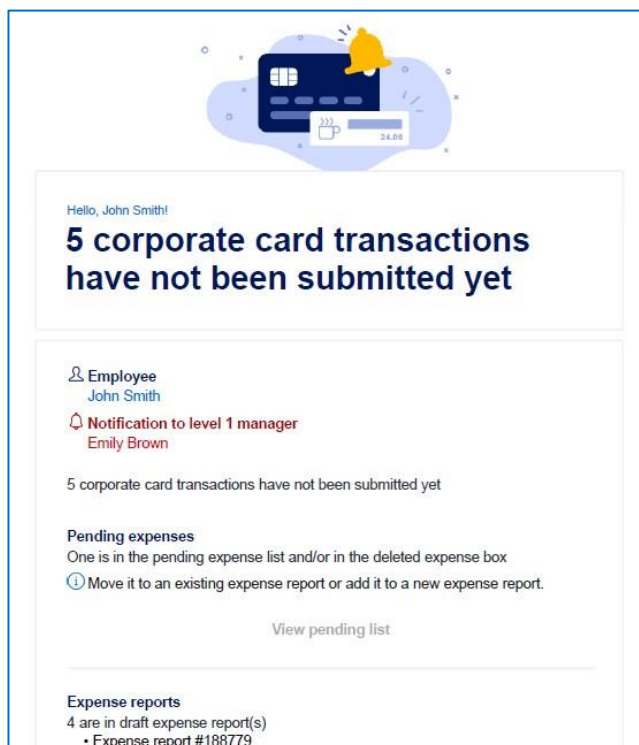 24.00
Hello, John Smith!
5 corporate card transactions
have not been submitted yet
Employee
John Smith
Notification to level 1 manager
Emily Brown
5 corporate card transactions have not been submitted yet
Pending expenses
One is in the pending expense list and/or in the deleted expense box
Move it to an existing expense report or add it to a new expense report.
View pending list
Expense reports
4 are in draft expense report(s)
• Expense report #188779